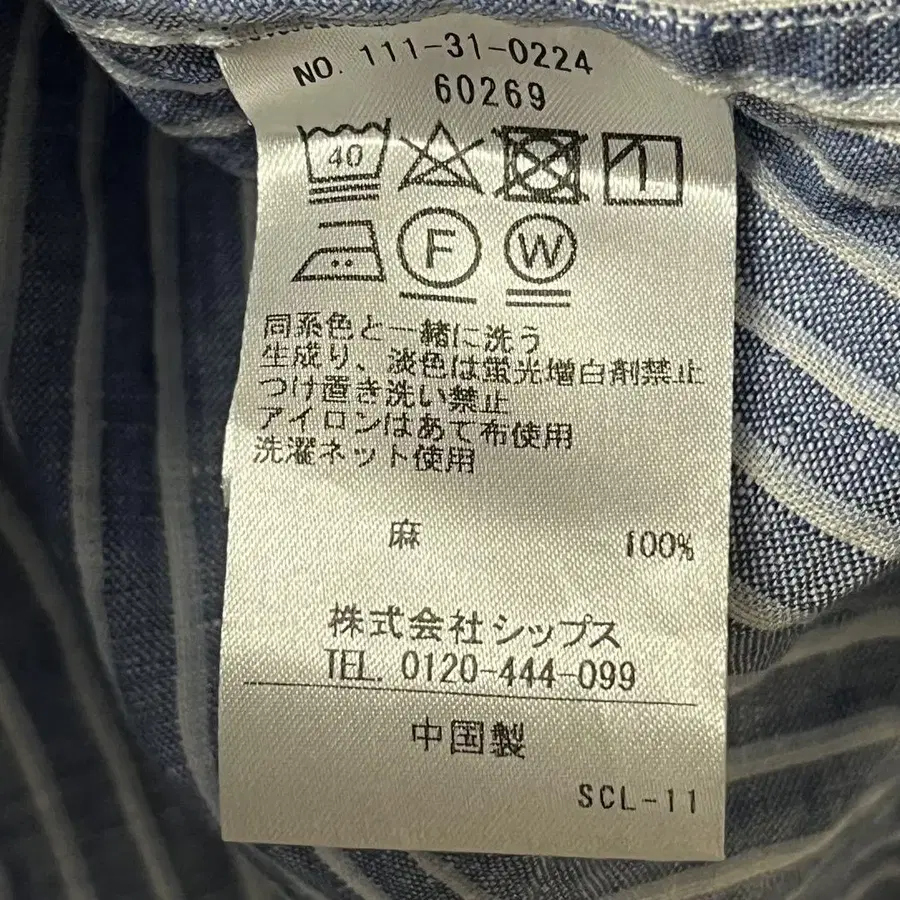 NO. 111-31-0224
60269
40
F W
同系色と一緒に洗う
生成り、淡色は蛍光増白剤禁止
つけ置き洗い禁止
アイロンはあて布使用
洗濯ネット使用
麻 100%
株式会社シップス
TEL. 0120-444-099
中国製
SCL-11